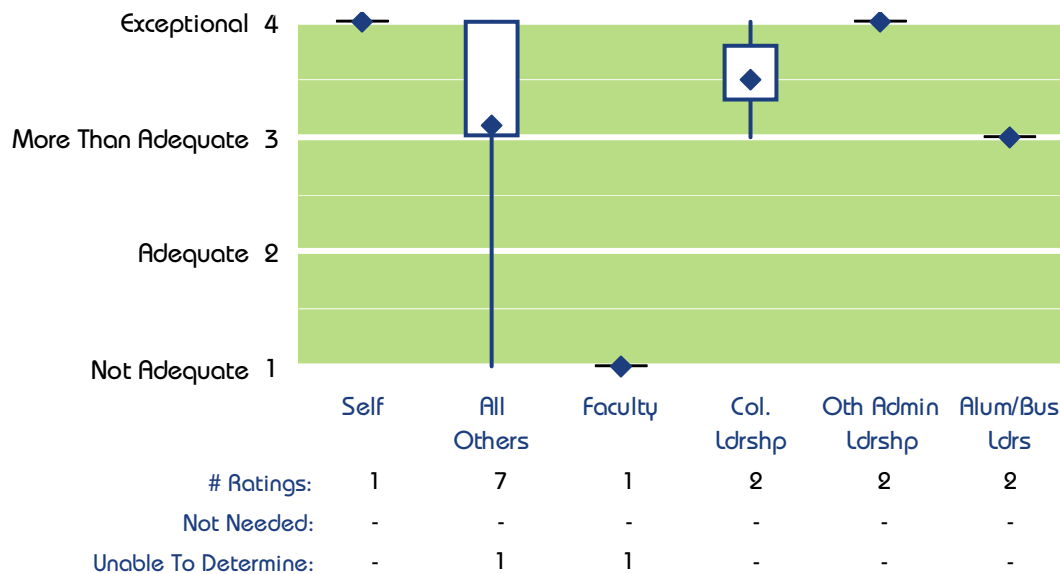 Exceptional 4
More Than Adequate 3
Adequate 2
Not Adequate 1
Self All Others Faculty Col. Ldrshp Oth Admin Ldrshp Alum/Bus Ldrs
# Ratings: 1 7 1 2 2 2
Not Needed: - - - - - -
Unable To Determine: - 1 1 - - -